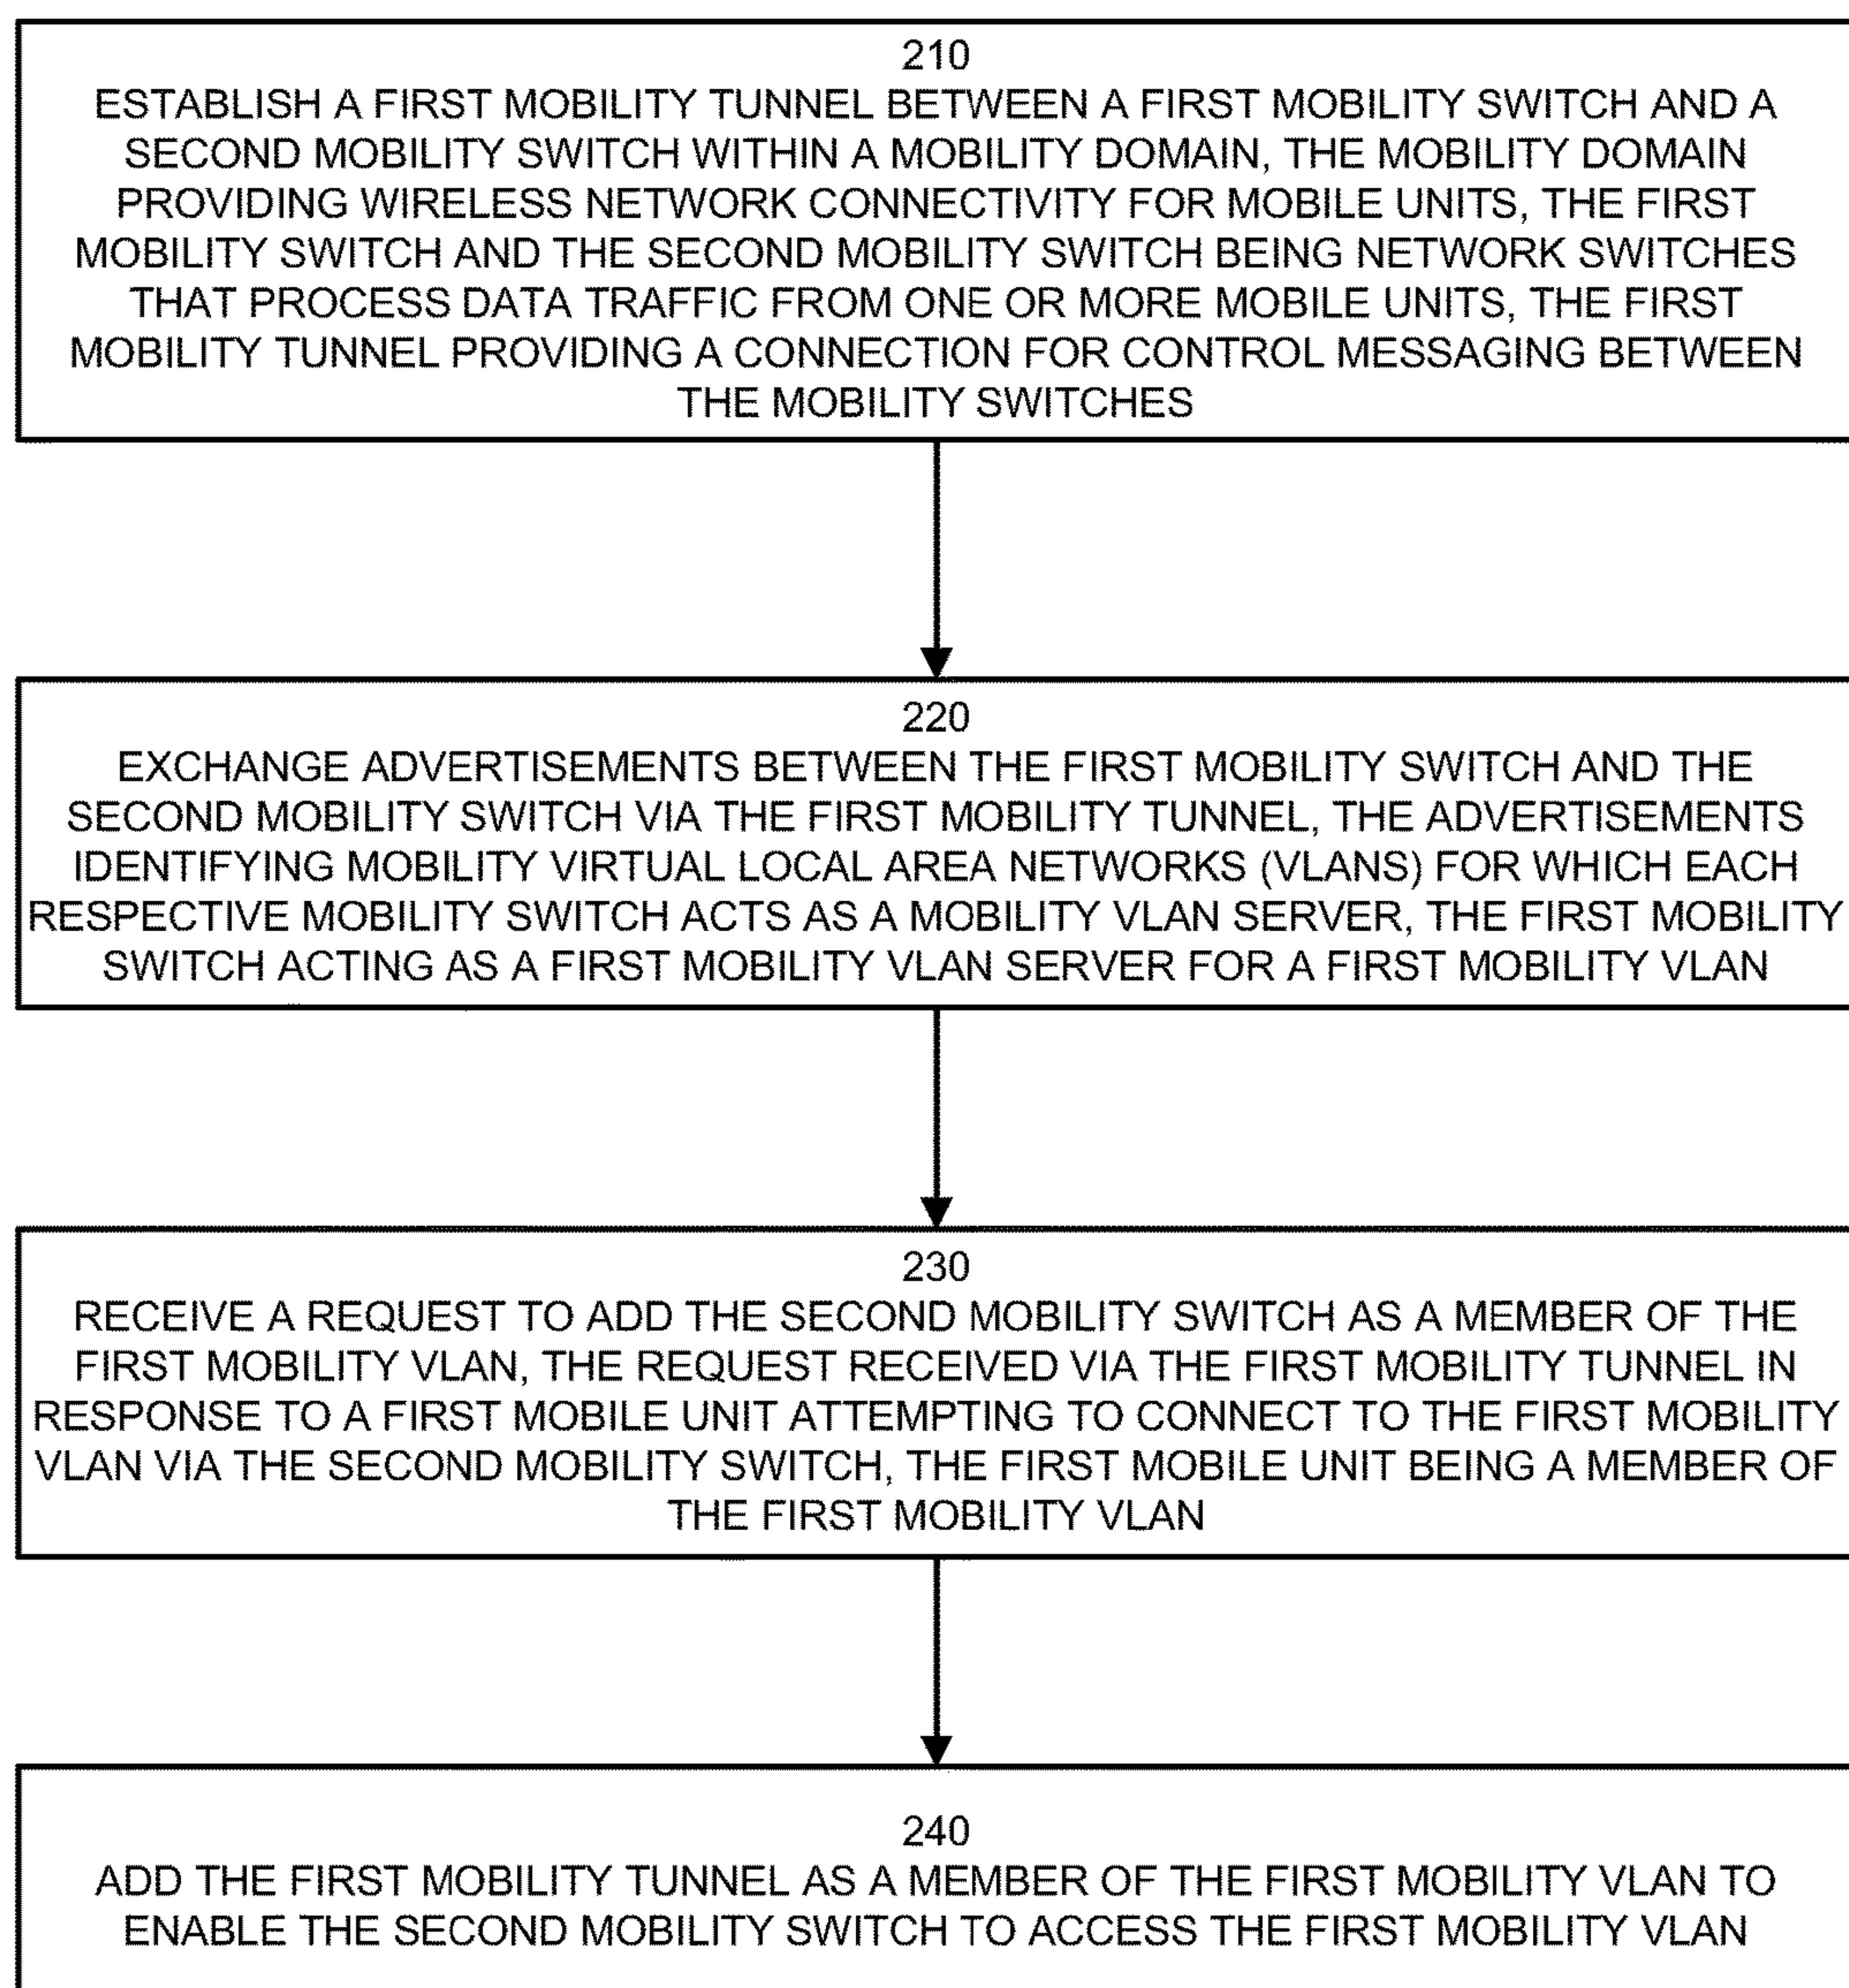 210
ESTABLISH A FIRST MOBILITY TUNNEL BETWEEN A FIRST MOBILITY SWITCH AND A
SECOND MOBILITY SWITCH WITHIN A MOBILITY DOMAIN, THE MOBILITY DOMAIN
PROVIDING WIRELESS NETWORK CONNECTIVITY FOR MOBILE UNITS, THE FIRST
MOBILITY SWITCH AND THE SECOND MOBILITY SWITCH BEING NETWORK SWITCHES
THAT PROCESS DATA TRAFFIC FROM ONE OR MORE MOBILE UNITS, THE FIRST
MOBILITY TUNNEL PROVIDING A CONNECTION FOR CONTROL MESSAGING BETWEEN
THE MOBILITY SWITCHES
220
EXCHANGE ADVERTISEMENTS BETWEEN THE FIRST MOBILITY SWITCH AND THE
SECOND MOBILITY SWITCH VIA THE FIRST MOBILITY TUNNEL, THE ADVERTISEMENTS
IDENTIFYING MOBILITY VIRTUAL LOCAL AREA NETWORKS (VLANS) FOR WHICH EACH
RESPECTIVE MOBILITY SWITCH ACTS AS A MOBILITY VLAN SERVER, THE FIRST MOBILITY
SWITCH ACTING AS A FIRST MOBILITY VLAN SERVER FOR A FIRST MOBILITY VLAN
230
RECEIVE A REQUEST TO ADD THE SECOND MOBILITY SWITCH AS A MEMBER OF THE
FIRST MOBILITY VLAN, THE REQUEST RECEIVED VIA THE FIRST MOBILITY TUNNEL IN
RESPONSE TO A FIRST MOBILE UNIT ATTEMPTING TO CONNECT TO THE FIRST MOBILITY
VLAN VIA THE SECOND MOBILITY SWITCH, THE FIRST MOBILE UNIT BEING A MEMBER OF
THE FIRST MOBILITY VLAN
240
ADD THE FIRST MOBILITY TUNNEL AS A MEMBER OF THE FIRST MOBILITY VLAN TO
ENABLE THE SECOND MOBILITY SWITCH TO ACCESS THE FIRST MOBILITY VLAN